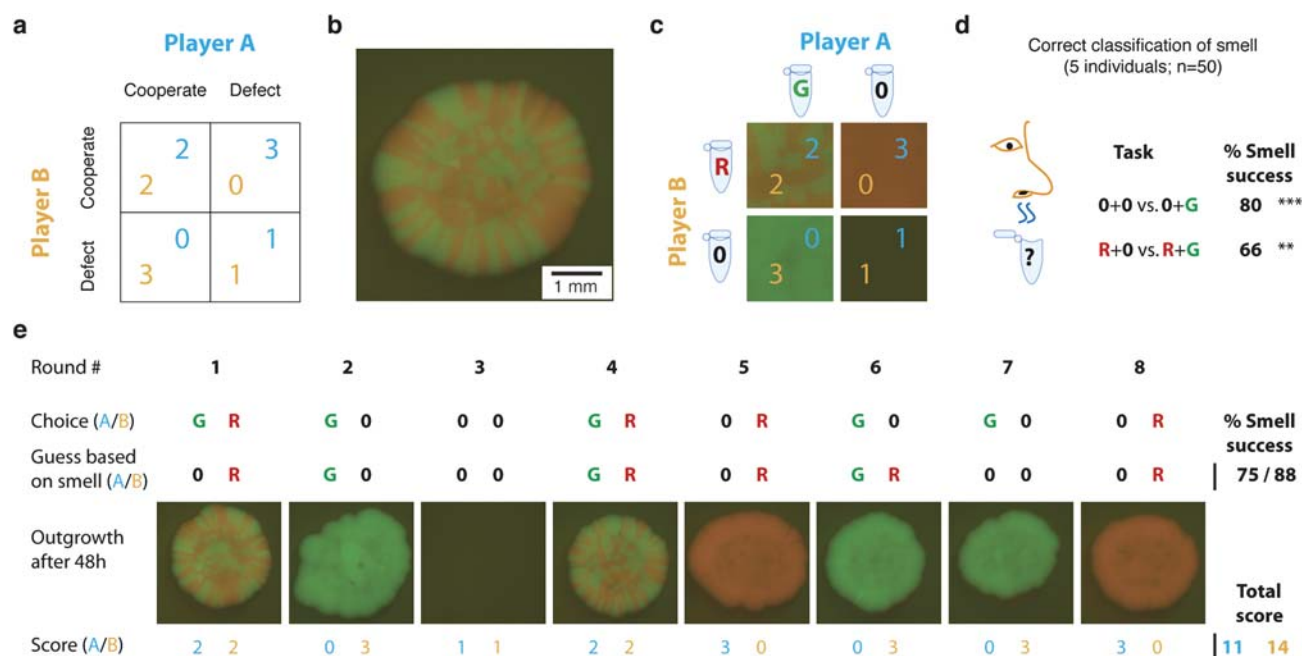 a
Player A
Cooperate Defect
Player B
Cooperate
Defect
2 3
2 0
0 1
3 1
b
1 mm
c
Player A
G 0
Player B
R
0
2 3
2 0
0 1
3 1
d
Correct classification of smell
(5 individuals; n=50)
Task % Smell
success
0+0 vs. 0+G 80 ***
R+0 vs. R+G 66 **
?
e
Round # 1 2 3 4 5 6 7 8
Choice (A/B) G R G 0 0 0 G R 0 R G 0 G 0 0 R
% Smell
success
Guess based
on smell (A/B) 0 R G 0 0 0 G R 0 R G R 0 0 0 R 75 / 88
Outgrowth
after 48h
Total
score
Score (A/B) 2 2 0 3 1 1 2 2 3 0 0 3 0 3 3 0 11 14